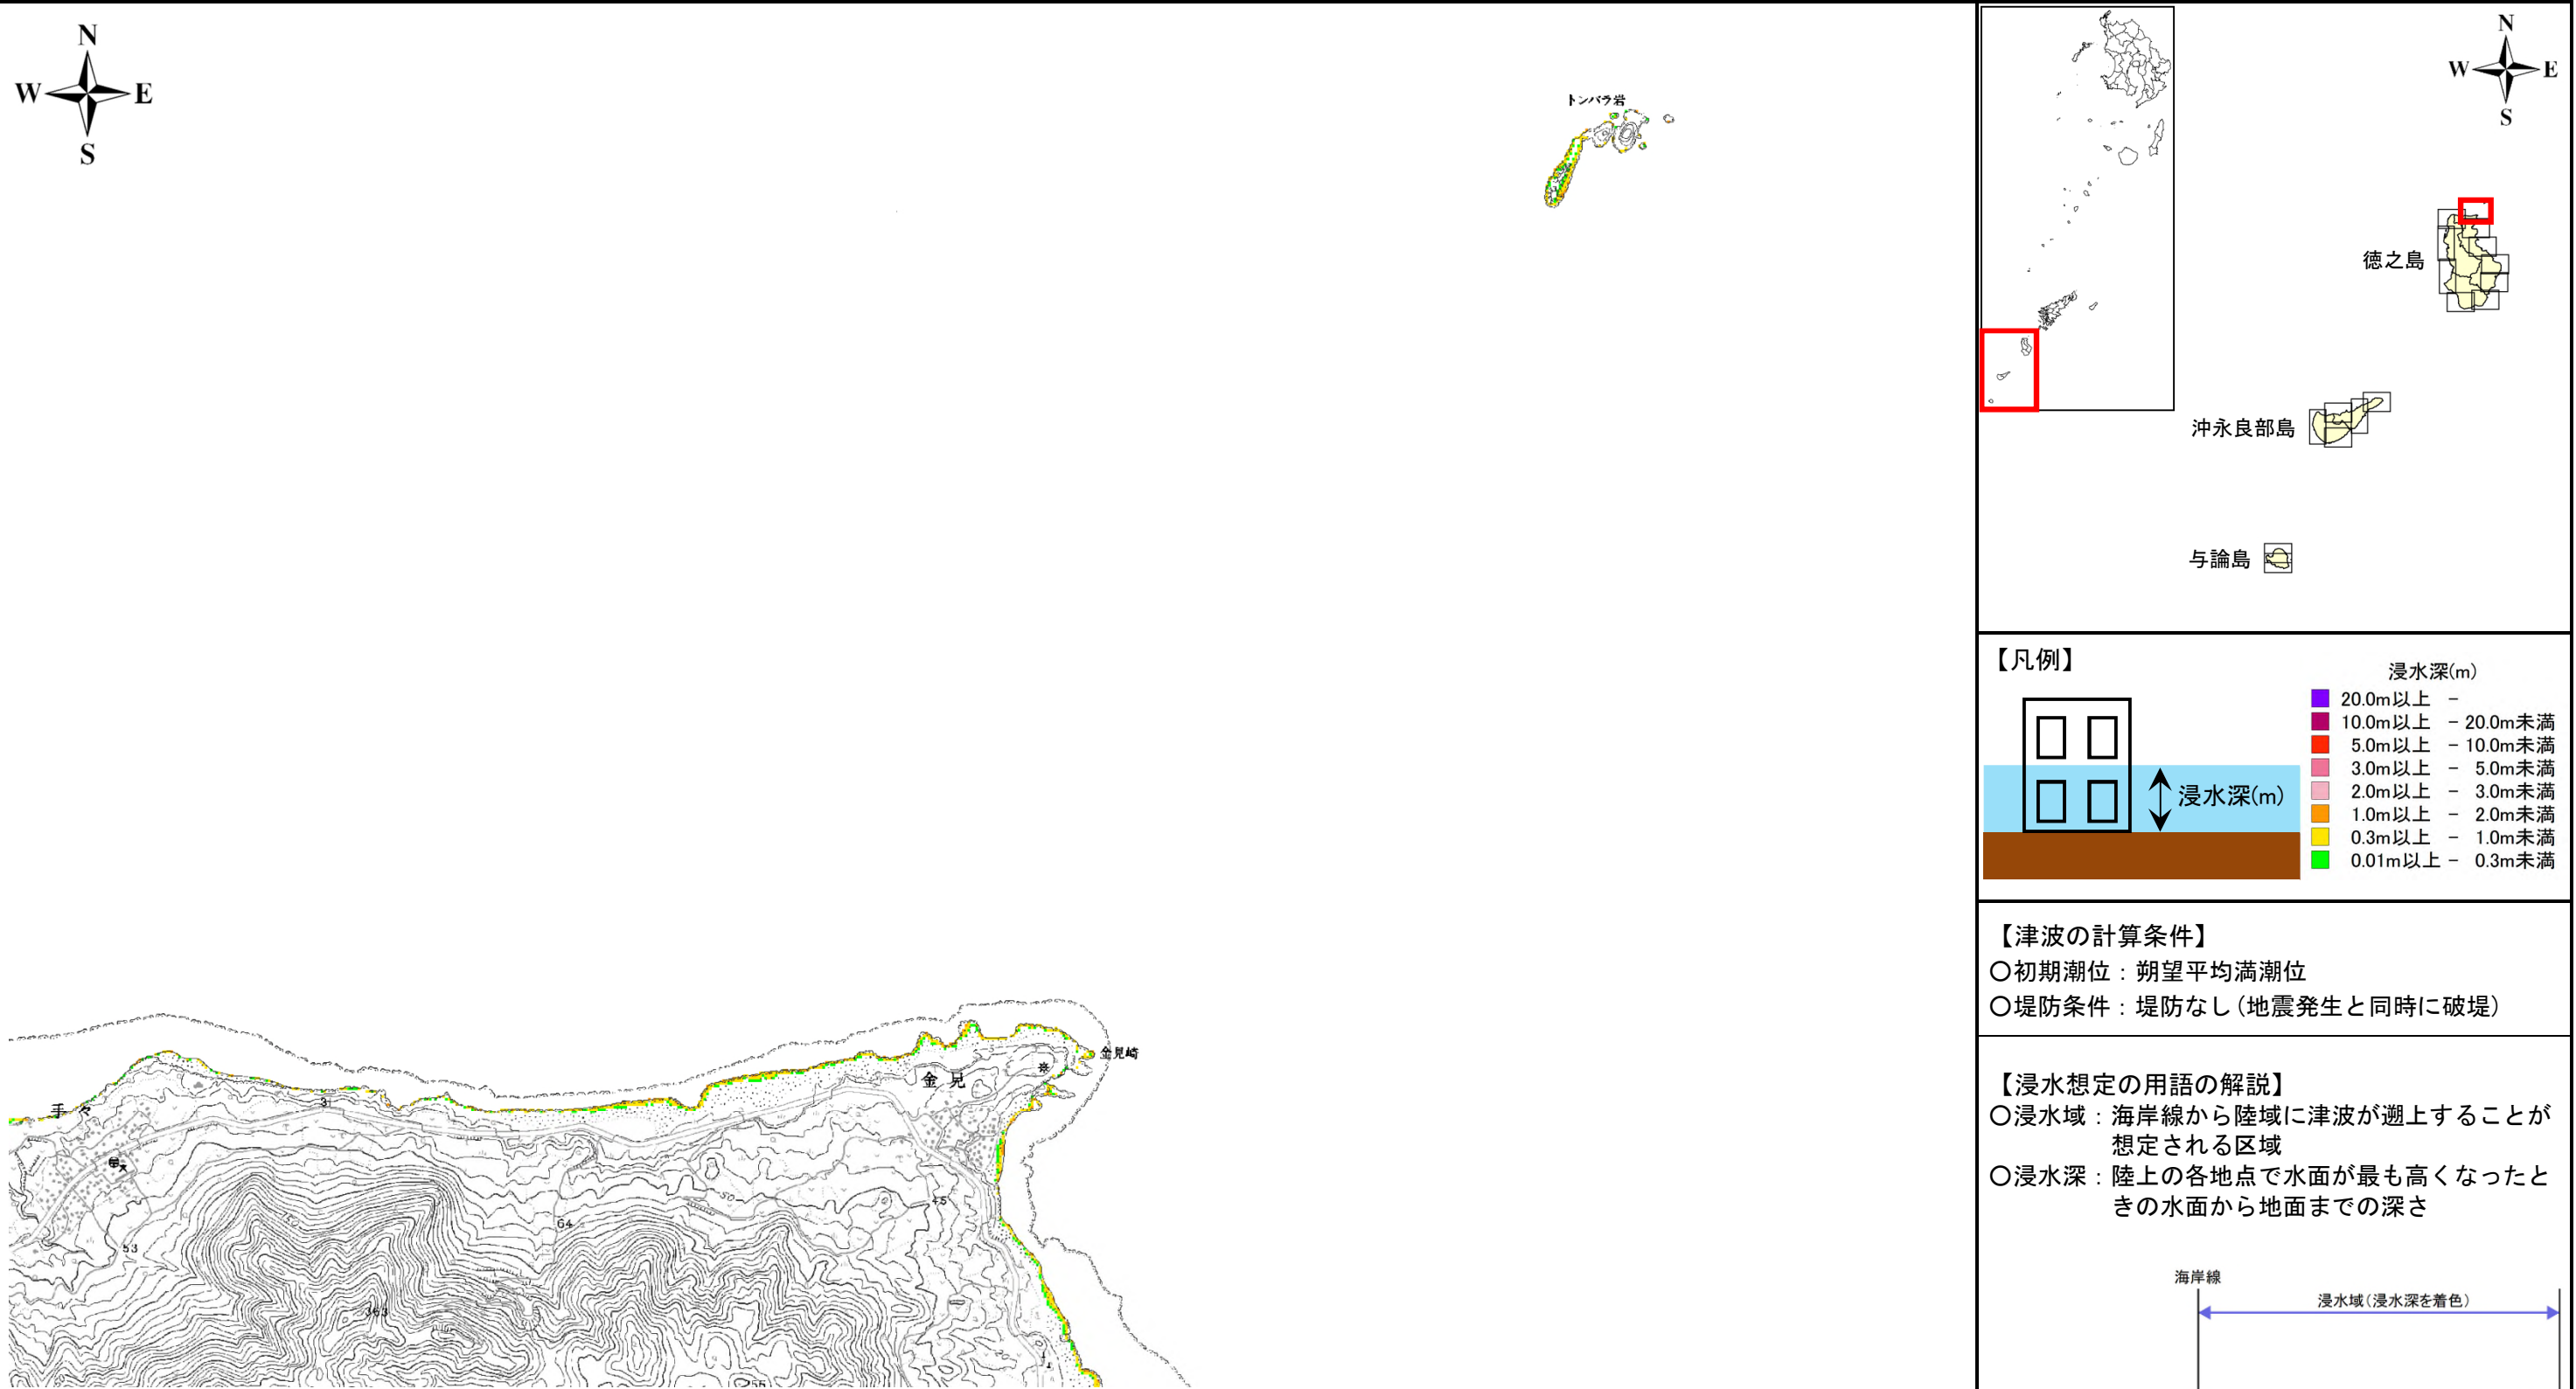 N
W E
S
トンバラ岩
金見崎
金見
手々
3
53
64
50
45
363
N
W E
S
徳之島
沖永良部島
与論島
【凡例】
浸水深(m)
浸水深(m)
20.0m以上 -
10.0m以上 - 20.0m未満
5.0m以上 - 10.0m未満
3.0m以上 - 5.0m未満
2.0m以上 - 3.0m未満
1.0m以上 - 2.0m未満
0.3m以上 - 1.0m未満
0.01m以上 - 0.3m未満
【津波の計算条件】
○初期潮位：朔望平均満潮位
○堤防条件：堤防なし(地震発生と同時に破堤)
【浸水想定の用語の解説】
○浸水域：海岸線から陸域に津波が遡上することが
想定される区域
○浸水深：陸上の各地点で水面が最も高くなったと
きの水面から地面までの深さ
海岸線
浸水域(浸水深を着色)